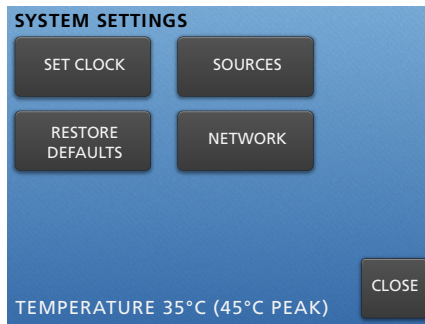 SYSTEM SETTINGS
SET CLOCK
SOURCES
RESTORE
DEFAULTS
NETWORK
CLOSE
TEMPERATURE 35°C (45°C PEAK)